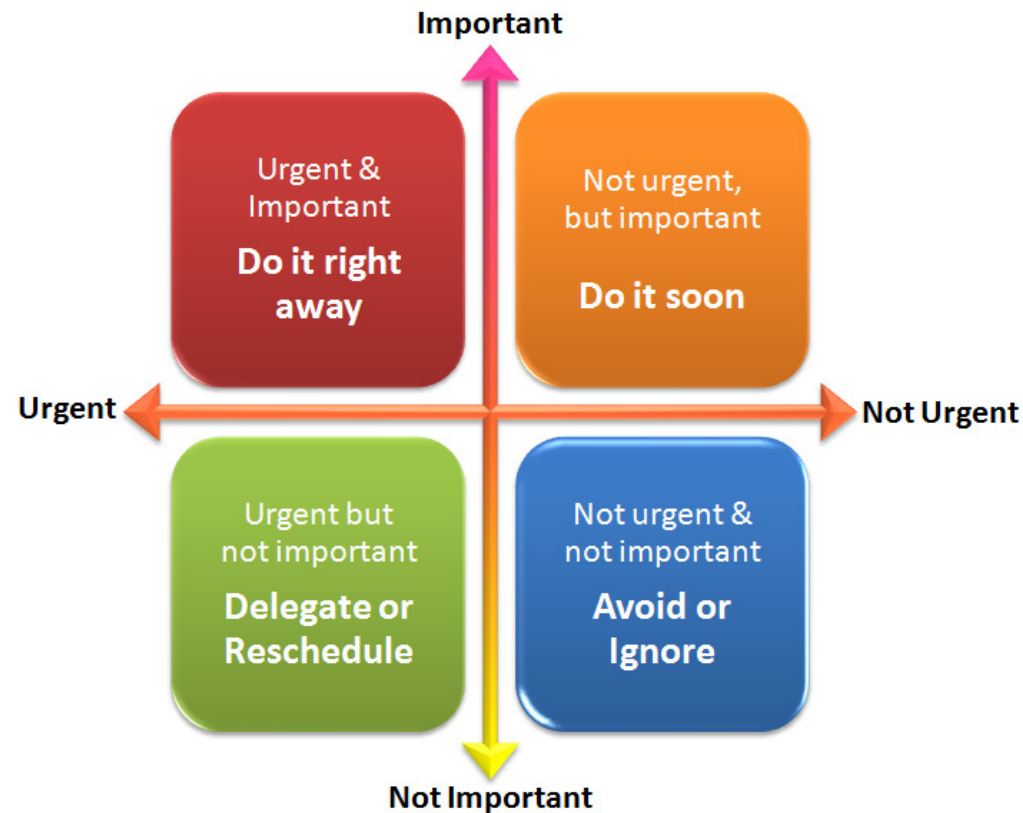 Important
Urgent &
Important
Do it right
away
Not urgent,
but important
Do it soon
Urgent
Not Urgent
Urgent but
not important
Delegate or
Reschedule
Not urgent &
not important
Avoid or
Ignore
Not Important